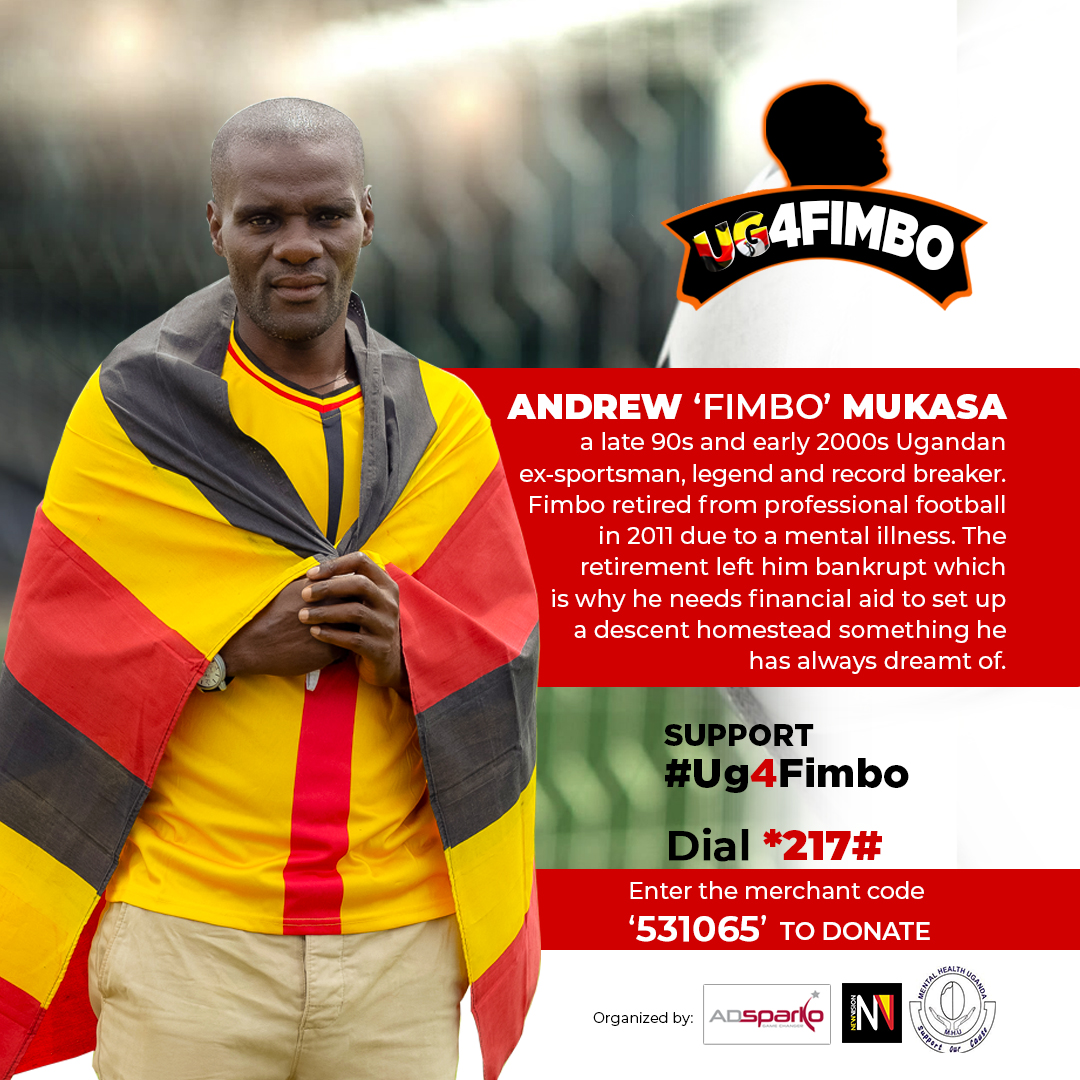 UG4FIMBO
ANDREW ‘FIMBO’ MUKASA
a late 90s and early 2000s Ugandan
ex-sportsman, legend and record breaker.
Fimbo retired from professional football
in 2011 due to a mental illness. The
retirement left him bankrupt which
is why he needs financial aid to set up
a descent homestead something he
has always dreamt of.
SUPPORT
#Ug4Fimbo
Dial *217#
Enter the merchant code
‘531065’ TO DONATE
Organized by:
ADsparko
GAME CHANGER
N
MENTAL HEALTH UGANDA
M.H.U
Support Our Cause